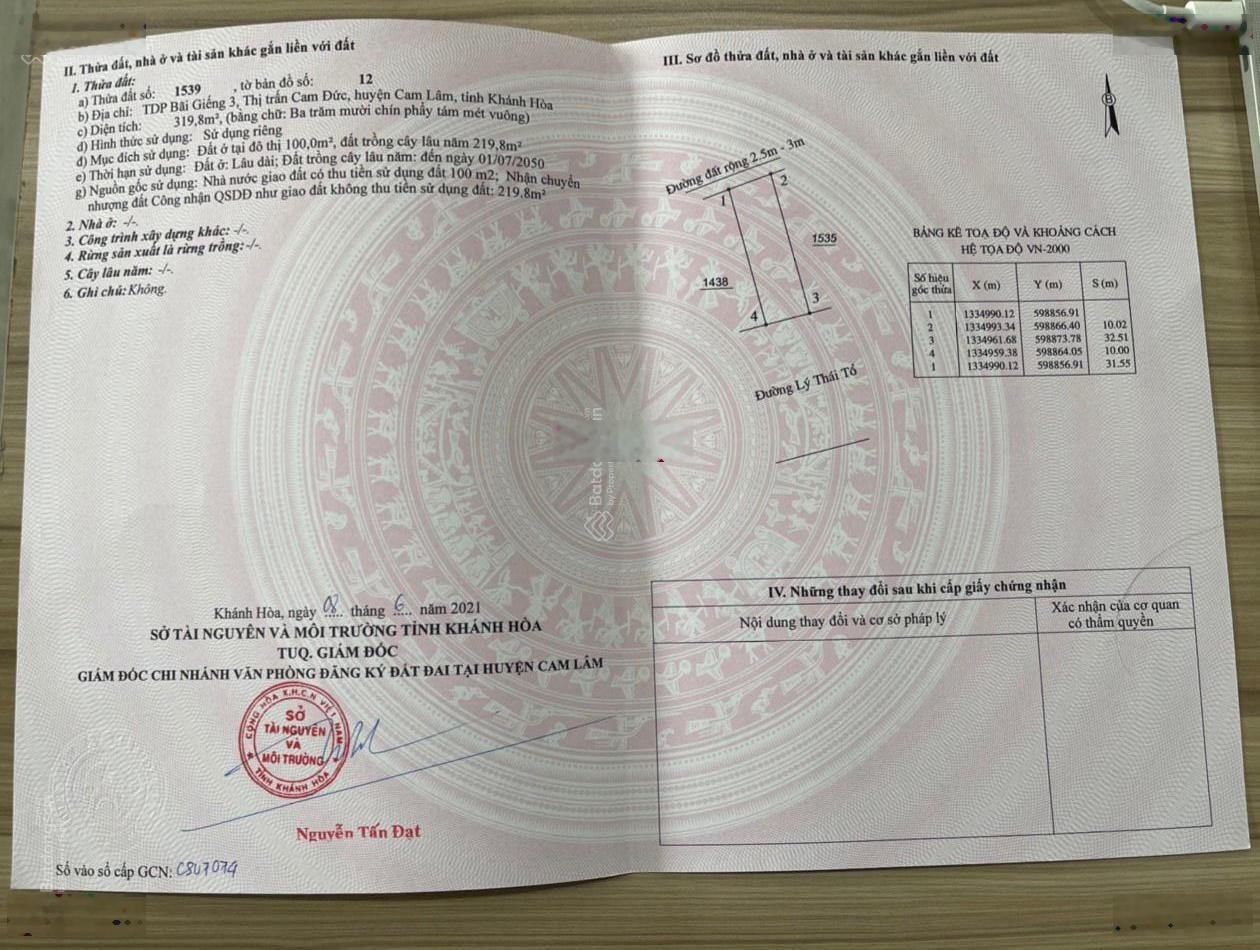 II. Thửa đất, nhà ở và tài sản khác gắn liền với đất
1. Thửa đất:
a) Thửa đất số: 1539 , tờ bản đồ số: 12
b) Địa chỉ: TDP Bãi Giếng 3, Thị trấn Cam Đức, huyện Cam Lâm, tỉnh Khánh Hòa
c) Diện tích: 319,8m², (bằng chữ: Ba trăm mười chín phẩy tám mét vuông)
d) Hình thức sử dụng: Sử dụng riêng
đ) Mục đích sử dụng: Đất ở tại đô thị 100,0m², đất trồng cây lâu năm 219,8m²
e) Thời hạn sử dụng: Đất ở: Lâu dài; Đất trồng cây lâu năm: đến ngày 01/07/2050
g) Nguồn gốc sử dụng: Nhà nước giao đất có thu tiền sử dụng đất 100 m2; Nhận chuyển
nhượng đất Công nhận QSDĐ như giao đất không thu tiền sử dụng đất: 219,8m²
2. Nhà ở: -/-.
3. Công trình xây dựng khác: -/-.
4. Rừng sản xuất là rừng trồng: -/-.
5. Cây lâu năm: -/-.
6. Ghi chú: Không.
Khánh Hòa, ngày 08 tháng 6 năm 2021
SỞ TÀI NGUYÊN VÀ MÔI TRƯỜNG TỈNH KHÁNH HÒA
TUQ. GIÁM ĐỐC
GIÁM ĐỐC CHI NHÁNH VĂN PHÒNG ĐĂNG KÝ ĐẤT ĐAI TẠI HUYỆN CAM LÂM
CỘNG HÒA X.H.C.N VIỆT NAM
SỞ
TÀI NGUYÊN
VÀ
MÔI TRƯỜNG
TỈNH KHÁNH HÒA
Nguyễn Tấn Đạt
Số vào sổ cấp GCN: CS07074
III. Sơ đồ thửa đất, nhà ở và tài sản khác gắn liền với đất
B
Đường đất rộng 2.5m - 3m
1
2
1535
1438
3
4
Đường Lý Thái Tổ
BẢNG KÊ TOẠ ĐỘ VÀ KHOẢNG CÁCH
HỆ TỌA ĐỘ VN-2000
Số hiệu góc thửa X (m) Y (m) S (m)
1 1334990.12 598856.91
2 1334993.34 598866.40 10.02
3 1334961.68 598873.78 32.51
4 1334959.38 598864.05 10.00
1 1334990.12 598856.91 31.55
IV. Những thay đổi sau khi cấp giấy chứng nhận
Nội dung thay đổi và cơ sở pháp lý
Xác nhận của cơ quan
có thẩm quyền